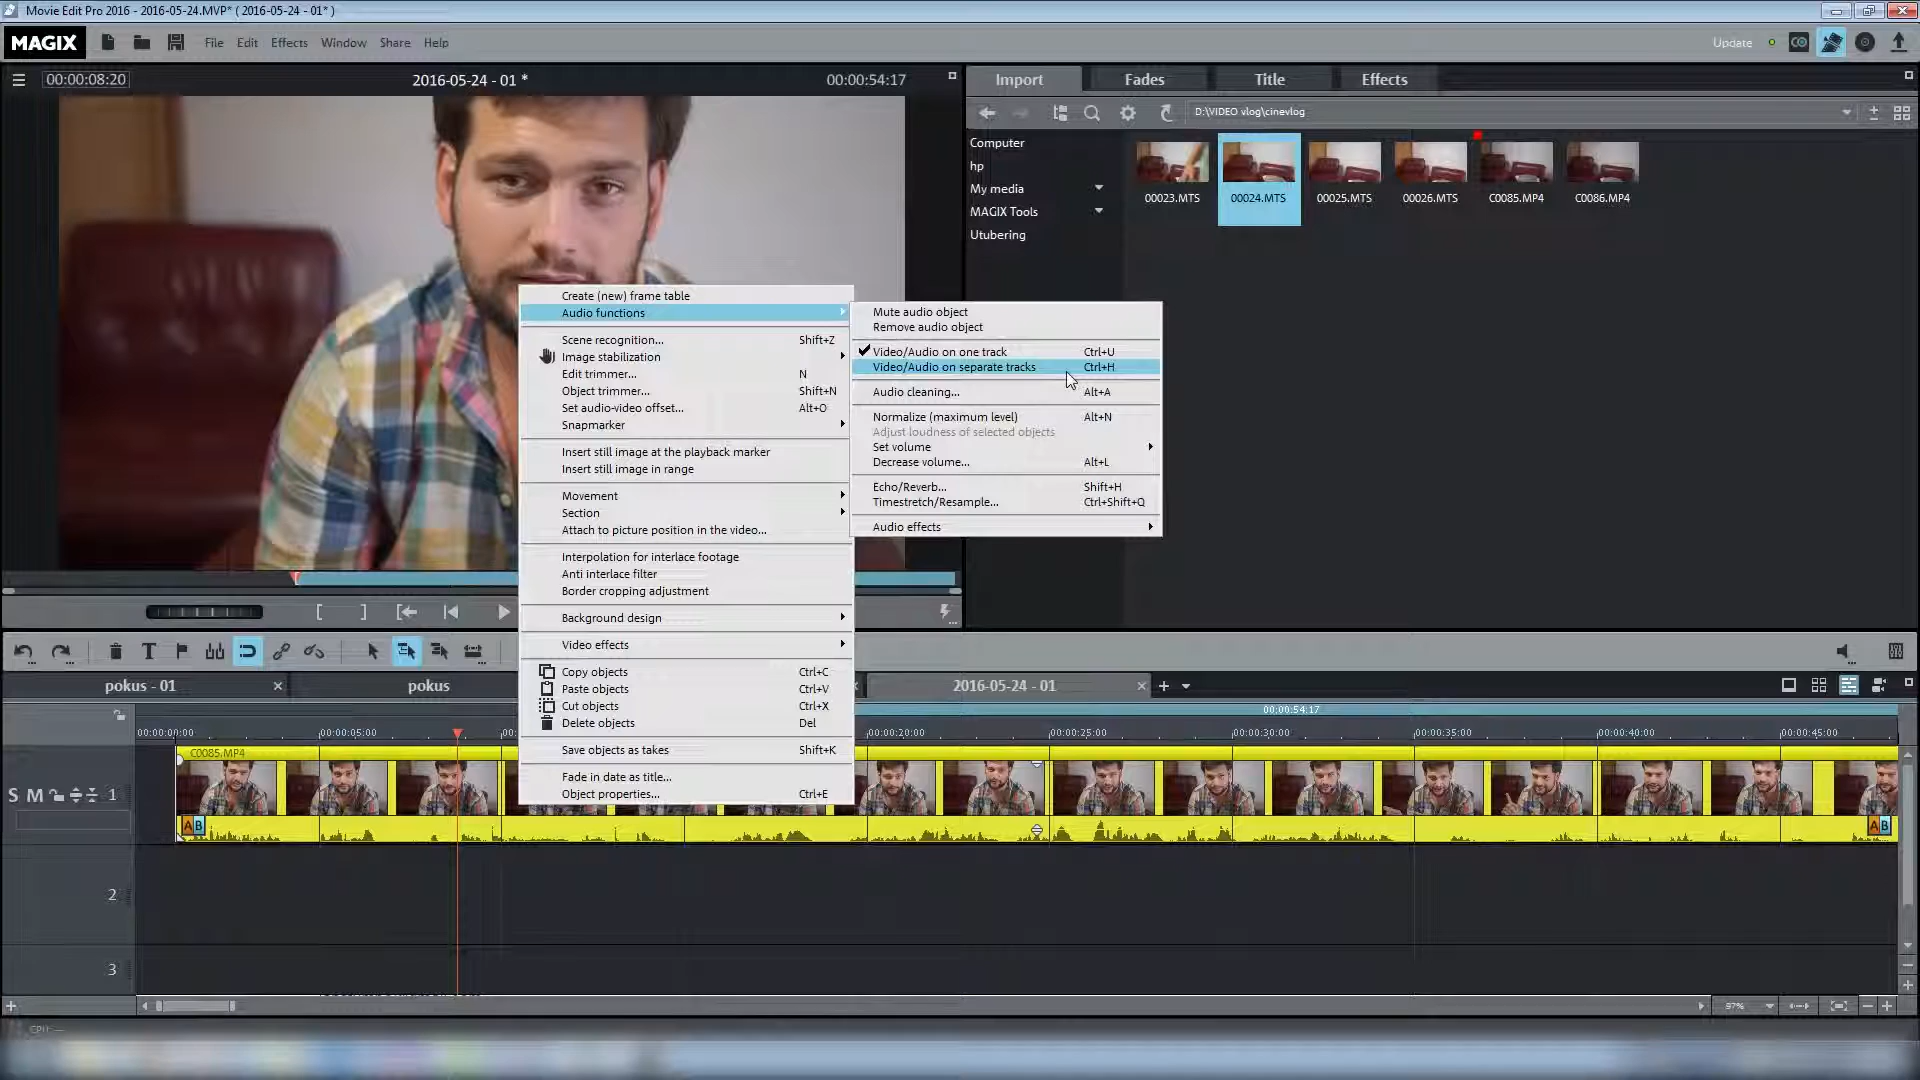 Movie Edit Pro 2016 - 2016-05-24.MVP* ( 2016-05-24 - 01* )
MAGIX File Edit Effects Window Share Help Update
00:00:08:20 2016-05-24 - 01 * 00:00:54:17
Import Fades Title Effects
D:\VIDEO vlog\cinevlog
Computer
hp
My media
MAGIX Tools
Utubering
00023.MTS 00024.MTS 00025.MTS 00026.MTS C0085.MP4 C0086.MP4
Create (new) frame table
Audio functions
Scene recognition... Shift+Z
Image stabilization
Edit trimmer... N
Object trimmer... Shift+N
Set audio-video offset... Alt+O
Snapmarker
Insert still image at the playback marker
Insert still image in range
Movement
Section
Attach to picture position in the video...
Interpolation for interlace footage
Anti interlace filter
Border cropping adjustment
Background design
Video effects
Copy objects Ctrl+C
Paste objects Ctrl+V
Cut objects Ctrl+X
Delete objects Del
Save objects as takes Shift+K
Fade in date as title...
Object properties... Ctrl+E
Mute audio object
Remove audio object
Video/Audio on one track Ctrl+U
Video/Audio on separate tracks Ctrl+H
Audio cleaning... Alt+A
Normalize (maximum level) Alt+N
Adjust loudness of selected objects
Set volume
Decrease volume... Alt+L
Echo/Reverb... Shift+H
Timestretch/Resample... Ctrl+Shift+Q
Audio effects
pokus - 01 pokus 2016-05-24 - 01
00:00:54:17
00:00:00:00 00:00:05:00 00:00:20:00 00:00:25:00 00:00:30:00 00:00:35:00 00:00:40:00 00:00:45:00
C0085.MP4
S M 1
A B A B
2
3
97%
CPU: —